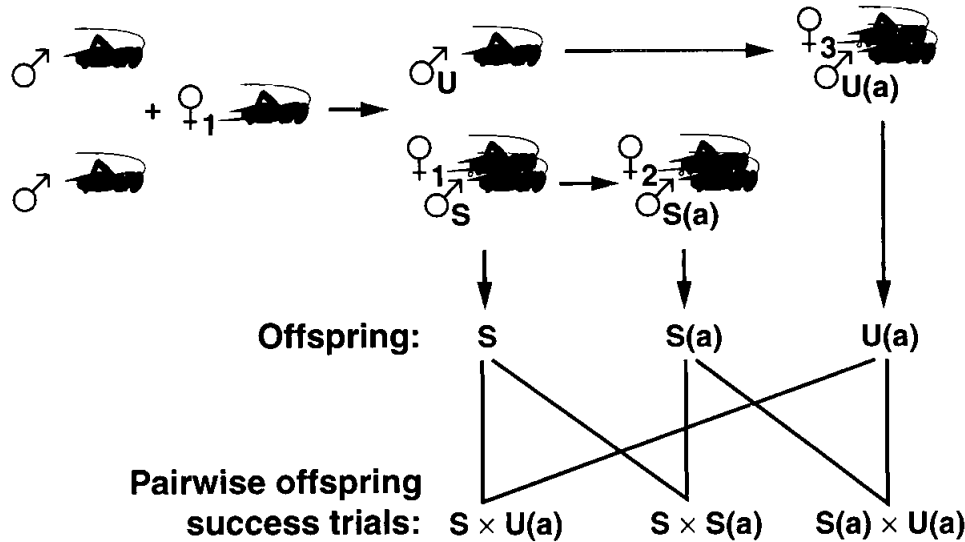 ♂
+ ♀1
♂
♂U
♀3
♂U(a)
♀1
♂S
♀2
♂S(a)
Offspring: S S(a) U(a)
Pairwise offspring
success trials: S × U(a) S × S(a) S(a) × U(a)